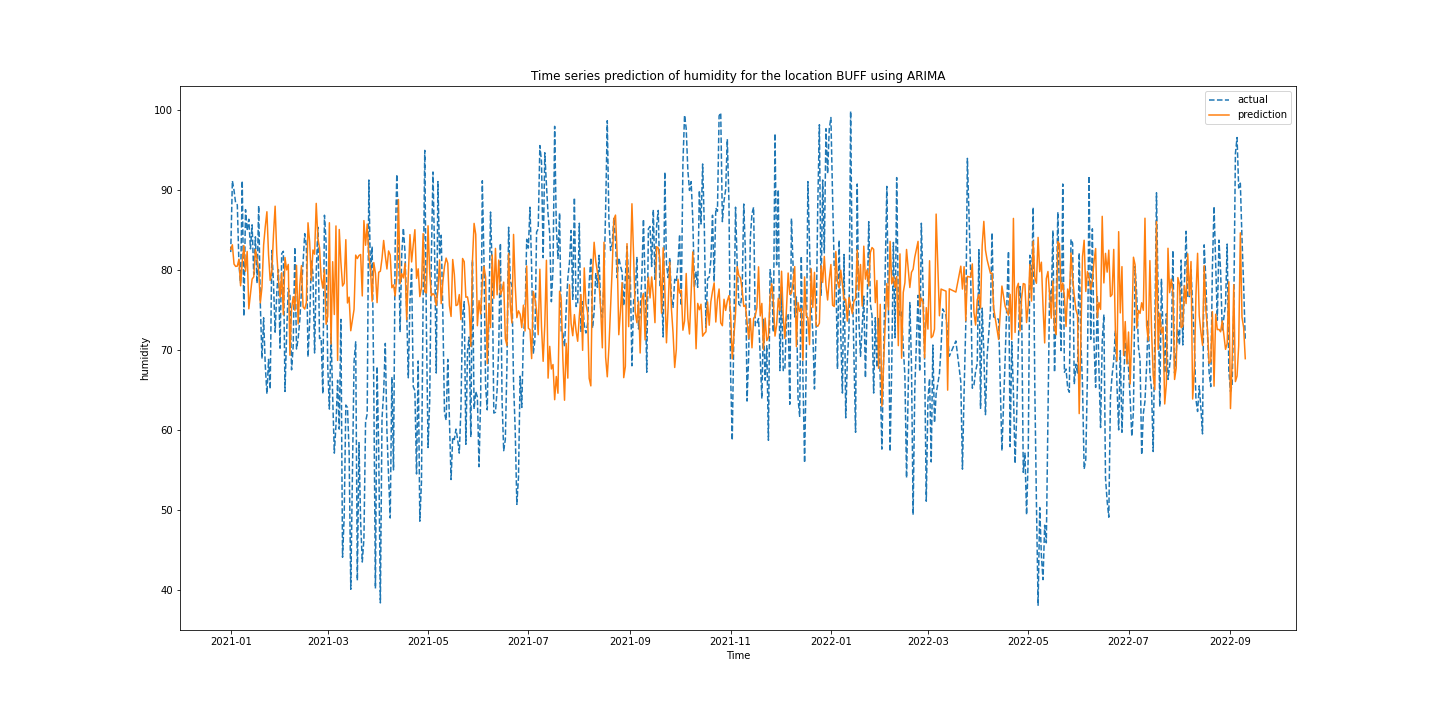 Time series prediction of humidity for the location BUFF using ARIMA
actual
prediction
100
90
80
70
60
50
40
humidity
2021-01 2021-03 2021-05 2021-07 2021-09 2021-11 2022-01 2022-03 2022-05 2022-07 2022-09
Time